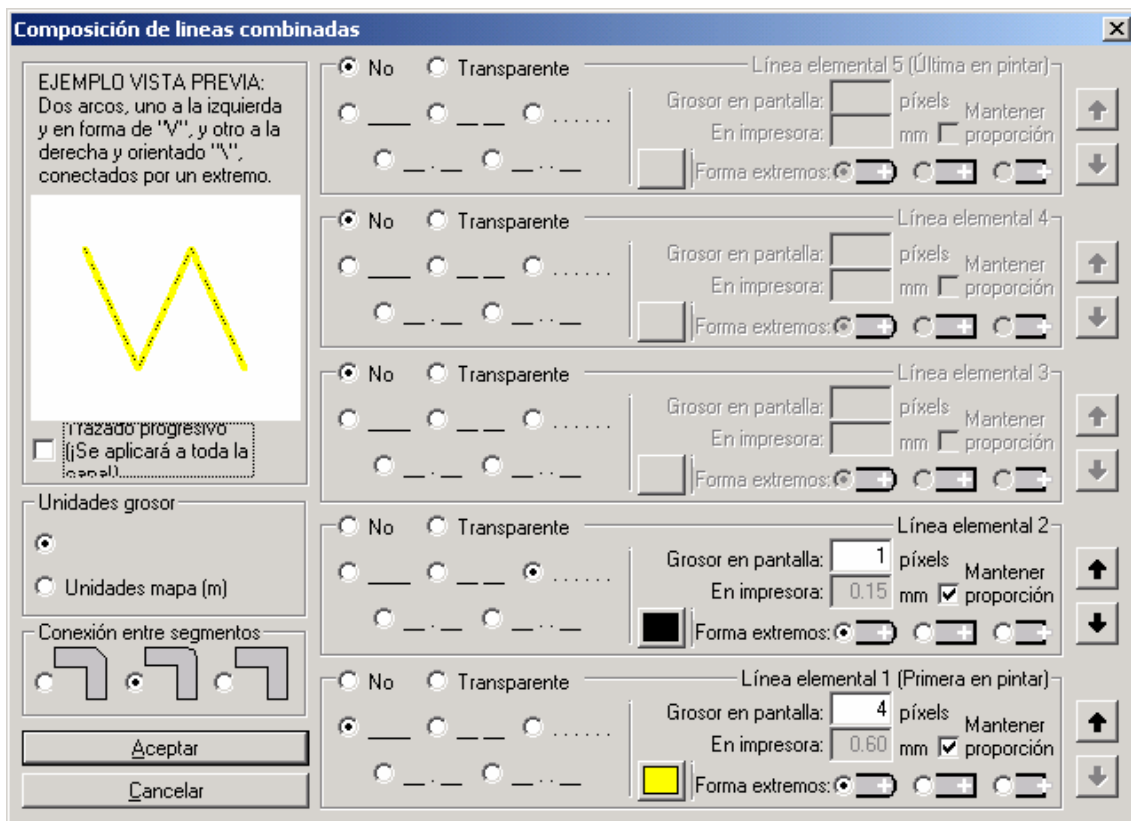 Composición de lineas combinadas
EJEMPLO VISTA PREVIA:
Dos arcos, uno a la izquierda
y en forma de "V", y otro a la
derecha y orientado "\",
conectados por un extremo.
Trazado progresivo
(¡Se aplicará a toda la
Unidades grosor
Unidades mapa (m)
Conexión entre segmentos
Aceptar
Cancelar
No Transparente Línea elemental 5 (Última en pintar)
Grosor en pantalla: píxels
En impresora: mm Mantener proporción
Forma extremos:
No Transparente Línea elemental 4
Grosor en pantalla: píxels
En impresora: mm Mantener proporción
Forma extremos:
No Transparente Línea elemental 3
Grosor en pantalla: píxels
En impresora: mm Mantener proporción
Forma extremos:
No Transparente Línea elemental 2
Grosor en pantalla: 1 píxels
En impresora: 0.15 mm Mantener proporción
Forma extremos:
No Transparente Línea elemental 1 (Primera en pintar)
Grosor en pantalla: 4 píxels
En impresora: 0.60 mm Mantener proporción
Forma extremos: